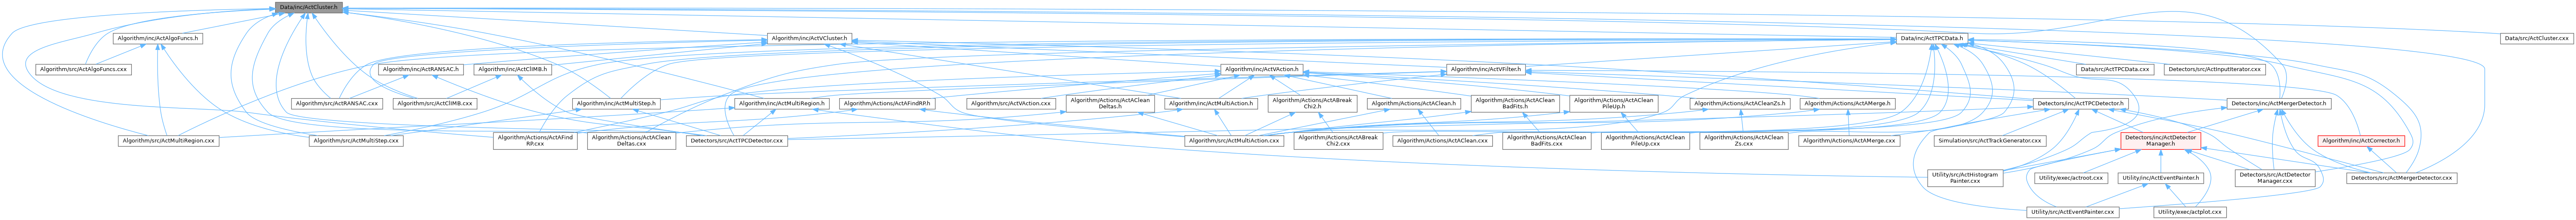 Data/inc/ActCluster.h
Algorithm/inc/ActAlgoFuncs.h
Algorithm/inc/ActVCluster.h
Data/inc/ActTPCData.h
Data/src/ActCluster.cxx
Algorithm/src/ActAlgoFuncs.cxx
Algorithm/inc/ActRANSAC.h
Algorithm/inc/ActCliMB.h
Algorithm/inc/ActVAction.h
Algorithm/inc/ActVFilter.h
Data/src/ActTPCData.cxx
Detectors/src/ActInputIterator.cxx
Algorithm/src/ActRANSAC.cxx
Algorithm/src/ActCliMB.cxx
Algorithm/inc/ActMultiStep.h
Algorithm/inc/ActMultiRegion.h
Algorithm/Actions/ActAFindRP.h
Algorithm/src/ActVAction.cxx
Algorithm/Actions/ActAClean
Deltas.h
Algorithm/inc/ActMultiAction.h
Algorithm/Actions/ActABreak
Chi2.h
Algorithm/Actions/ActAClean.h
Algorithm/Actions/ActAClean
BadFits.h
Algorithm/Actions/ActAClean
PileUp.h
Algorithm/Actions/ActACleanZs.h
Algorithm/Actions/ActAMerge.h
Detectors/inc/ActTPCDetector.h
Detectors/inc/ActMergerDetector.h
Algorithm/src/ActMultiRegion.cxx
Algorithm/src/ActMultiStep.cxx
Algorithm/Actions/ActAFind
RP.cxx
Algorithm/Actions/ActAClean
Deltas.cxx
Detectors/src/ActTPCDetector.cxx
Algorithm/src/ActMultiAction.cxx
Algorithm/Actions/ActABreak
Chi2.cxx
Algorithm/Actions/ActAClean.cxx
Algorithm/Actions/ActAClean
BadFits.cxx
Algorithm/Actions/ActAClean
PileUp.cxx
Algorithm/Actions/ActAClean
Zs.cxx
Algorithm/Actions/ActAMerge.cxx
Simulation/src/ActTrackGenerator.cxx
Detectors/inc/ActDetector
Manager.h
Algorithm/inc/ActCorrector.h
Utility/src/ActHistogram
Painter.cxx
Utility/exec/actroot.cxx
Utility/inc/ActEventPainter.h
Detectors/src/ActDetector
Manager.cxx
Detectors/src/ActMergerDetector.cxx
Utility/src/ActEventPainter.cxx
Utility/exec/actplot.cxx